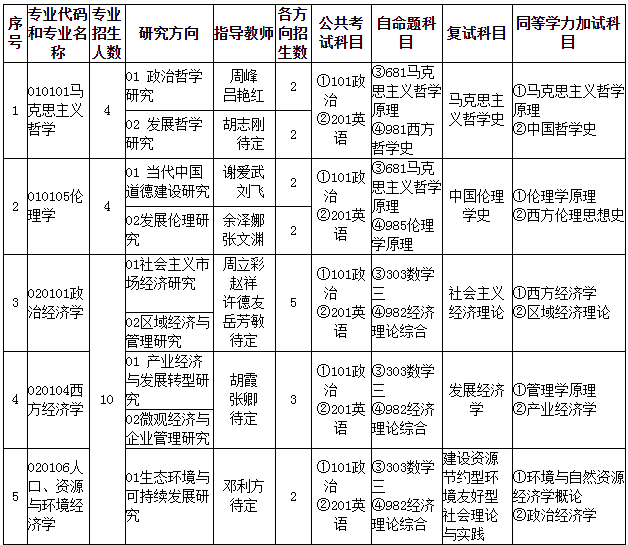 序号
专业代码和专业名称
专业招生人数
研究方向
指导教师
各方向招生数
公共考试科目
自命题科目
复试科目
同等学力加试科目
1
010101马
克思主义
哲学
4
01 政治哲学
研究
周峰
吕艳红
2
02 发展哲学
研究
胡志刚
待定
2
①101政
治
②201英
语
③681马克
思主义哲学
原理
④981西方
哲学史
马克思主
义哲学史
①马克思主义哲学
原理
②中国哲学史
2
010105伦
理学
4
01 当代中国
道德建设研究
谢爱武
刘飞
2
02发展伦理研
究
余泽娜
张文渊
2
①101政
治
②201英
语
③681马克
思主义哲学
原理
④985伦理
学原理
中国伦理
学史
①伦理学原理
②西方伦理思想史
3
020101政
治经济学
10
01社会主义市
场经济研究
02区域经济与
管理研究
周立彩
赵祥
许德友
岳芳敏
待定
5
①101政
治
②201英
语
③303数学
三
④982经济
理论综合
社会主义
经济理论
①西方经济学
②区域经济理论
4
020104西
方经济学
01 产业经济
与发展转型研
究
02微观经济与
企业管理研究
胡霞
张卿
待定
3
①101政
治
②201英
语
③303数学
三
④982经济
理论综合
发展经济
学
①管理学原理
②产业经济学
5
020106人
口、资源
与环境经
济学
01生态环境与
可持续发展研
究
邓利方
待定
2
①101政
治
②201英
语
③303数学
三
④982经济
理论综合
建设资源
节约型环
境友好型
社会理论
与实践
①环境与自然资源
经济学概论
②政治经济学